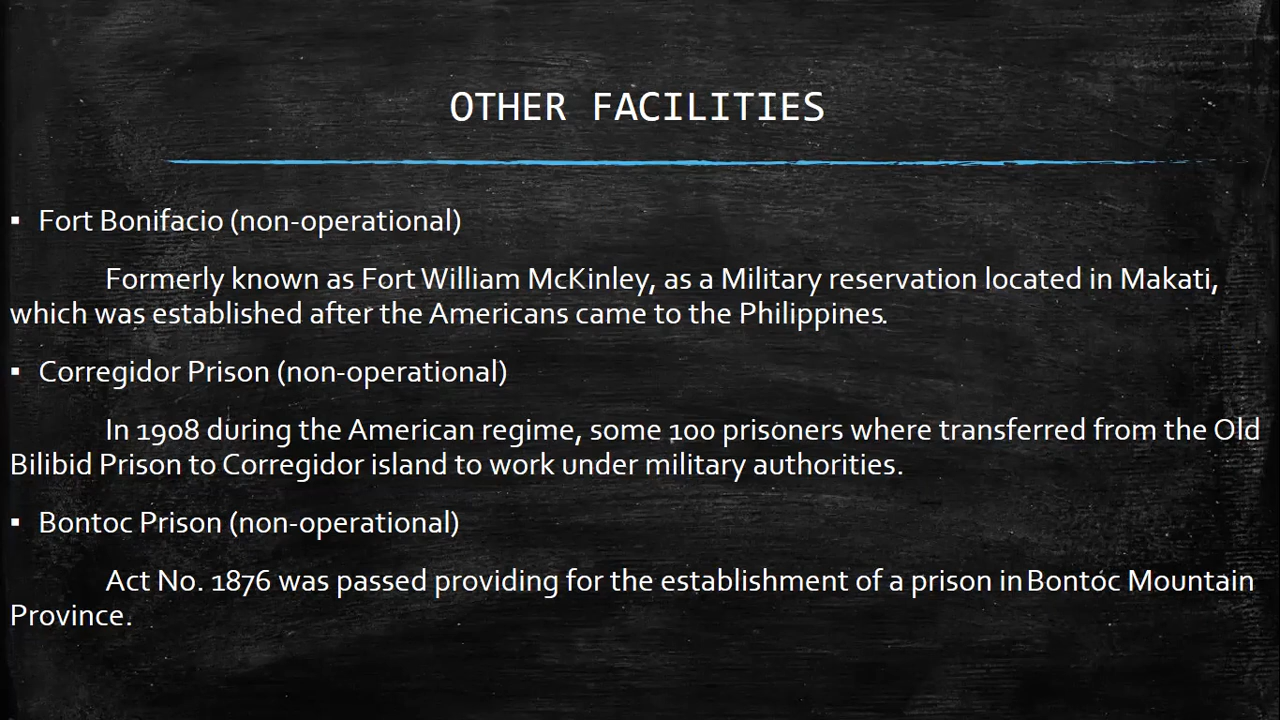 OTHER FACILITIES
▪ Fort Bonifacio (non-operational)
Formerly known as Fort William McKinley, as a Military reservation located in Makati,
which was established after the Americans came to the Philippines.
▪ Corregidor Prison (non-operational)
In 1908 during the American regime, some 100 prisoners where transferred from the Old
Bilibid Prison to Corregidor island to work under military authorities.
▪ Bontoc Prison (non-operational)
Act No. 1876 was passed providing for the establishment of a prison in Bontoc Mountain
Province.